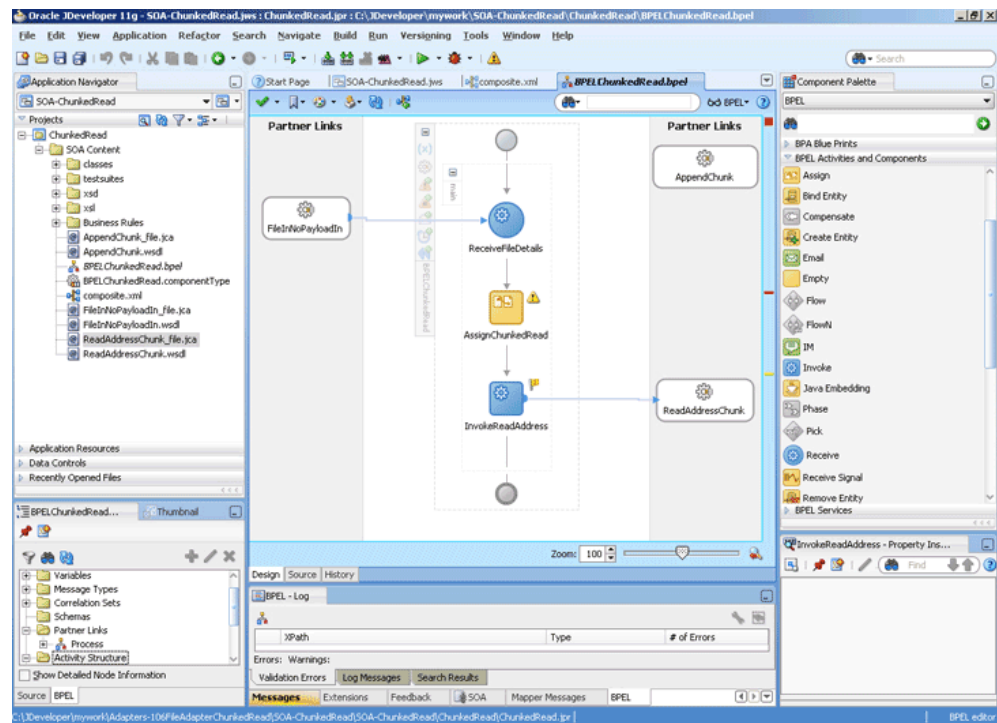 Oracle JDeveloper 11g - SOA-ChunkedRead.jws : ChunkedRead.jpr : C:\JDeveloper\mywork\SOA-ChunkedRead\ChunkedRead\BPELChunkedRead.bpel
File Edit View Application Refactor Search Navigate Build Run Versioning Tools Window Help
Search
Application Navigator
SOA-ChunkedRead
Projects
ChunkedRead
SOA Content
classes
testsuites
xsd
xsl
Business Rules
AppendChunk_file.jca
AppendChunk.wsdl
BPELChunkedRead.bpel
BPELChunkedRead.componentType
composite.xml
FileInNoPayloadIn_file.jca
FileInNoPayloadIn.wsdl
ReadAddressChunk_file.jca
ReadAddressChunk.wsdl
Application Resources
Data Controls
Recently Opened Files
BPELChunkedRead... Thumbnail
Variables
Message Types
Correlation Sets
Schemas
Partner Links
Process
Activity Structure
Show Detailed Node Information
Source BPEL
Start Page SOA-ChunkedRead.jws composite.xml BPELChunkedRead.bpel
BPEL
Partner Links
Partner Links
main
BPELChunkedRead
AppendChunk
FileInNoPayloadIn
ReceiveFileDetails
AssignChunkedRead
InvokeReadAddress
ReadAddressChunk
Zoom: 100
Design Source History
BPEL - Log
XPath Type # of Errors
Errors: Warnings:
Validation Errors Log Messages Search Results
Messages Extensions Feedback SOA Mapper Messages BPEL
Component Palette
BPEL
BPA Blue Prints
BPEL Activities and Components
Assign
Bind Entity
Compensate
Create Entity
Email
Empty
Flow
FlowN
IM
Invoke
Java Embedding
Phase
Pick
Receive
Receive Signal
Remove Entity
BPEL Services
InvokeReadAddress - Property Ins...
Find
C:\JDeveloper\mywork\Adapters-106FileAdapterChunkedRead\SOA-ChunkedRead\SOA-ChunkedRead\ChunkedRead\ChunkedRead.jpr
BPEL editor